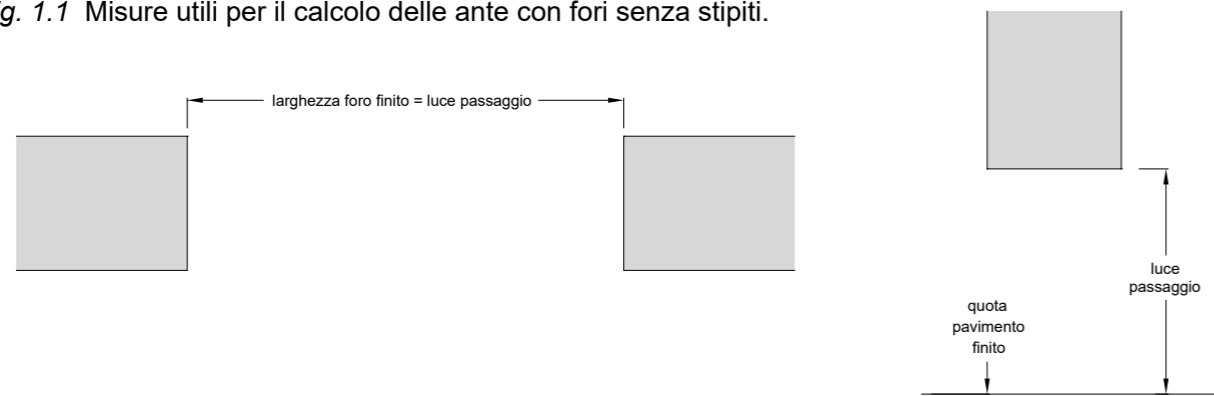 g. 1.1 Misure utili per il calcolo delle ante con fori senza stipiti.
larghezza foro finito = luce passaggio
luce
passaggio
quota
pavimento
finito